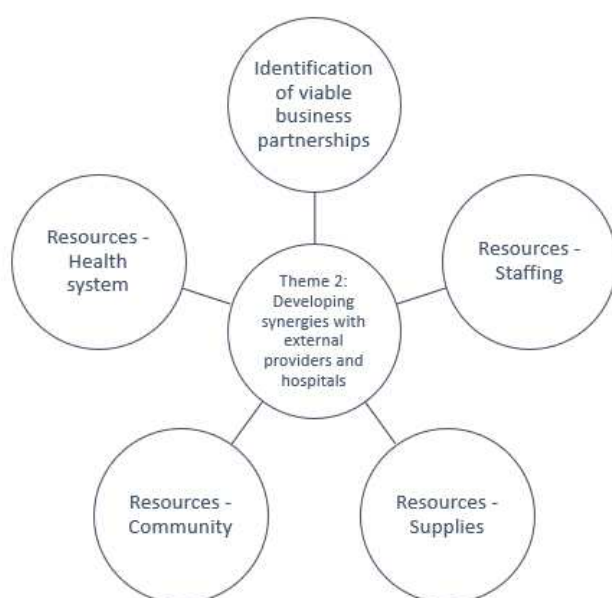 Identification
of viable
business
partnerships
Resources -
Health
system
Resources -
Staffing
Theme 2:
Developing
synergies with
external
providers and
hospitals
Resources -
Community
Resources -
Supplies